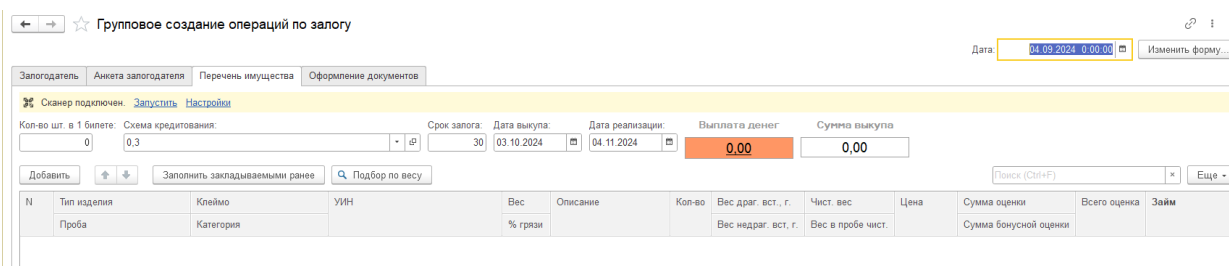 Групповое создание операций по залогу
Дата: 04.09.2024 0:00:00 Изменить форму...
Залогодатель Анкета залогодателя Перечень имущества Оформление документов
Сканер подключен. Запустить Настройки
Кол-во шт. в 1 билете: Схема кредитования: Срок залога: Дата выкупа: Дата реализации: Выплата денег Сумма выкупа
0 0,3 30 03.10.2024 04.11.2024 0,00 0,00
Добавить Заполнить закладываемыми ранее Подбор по весу Поиск (Ctrl+F) × Еще
N Тип изделия Клеймо УИН Вес Описание Кол-во Вес драг. вст., г. Чист. вес Цена Сумма оценки Всего оценка Займ
Проба Категория % грязи Вес недраг. вст, г. Вес в пробе чист. Сумма бонусной оценки